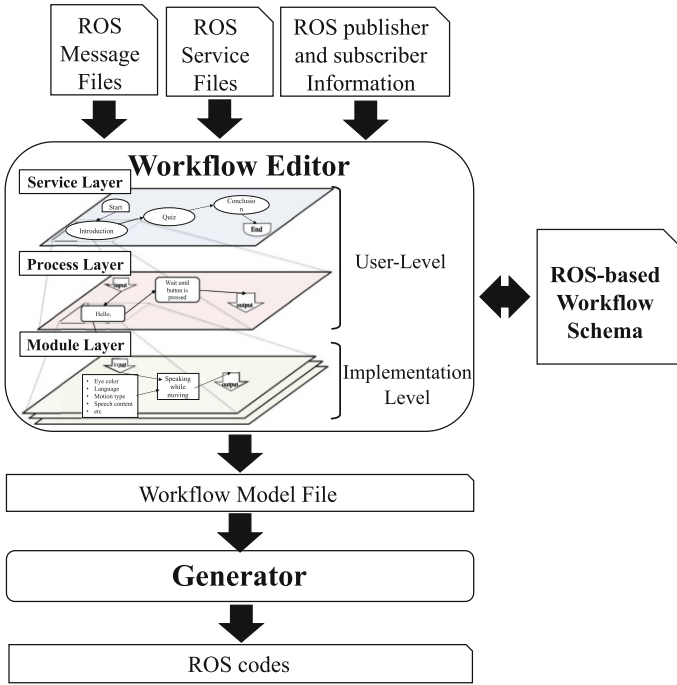 ROS
Message
Files
ROS
Service
Files
ROS publisher
and subscriber
Information
Workflow Editor
Service Layer
Start
Introduction
Quiz
Conclusio
n
End
User-Level
Process Layer
input
Hello,
Wait until
button is
pressed
output
Module Layer
input
• Eye color
• Language
• Motion type
• Speech content
• etc
Speaking
while
moving
output
Implementation
Level
ROS-based
Workflow
Schema
Workflow Model File
Generator
ROS codes